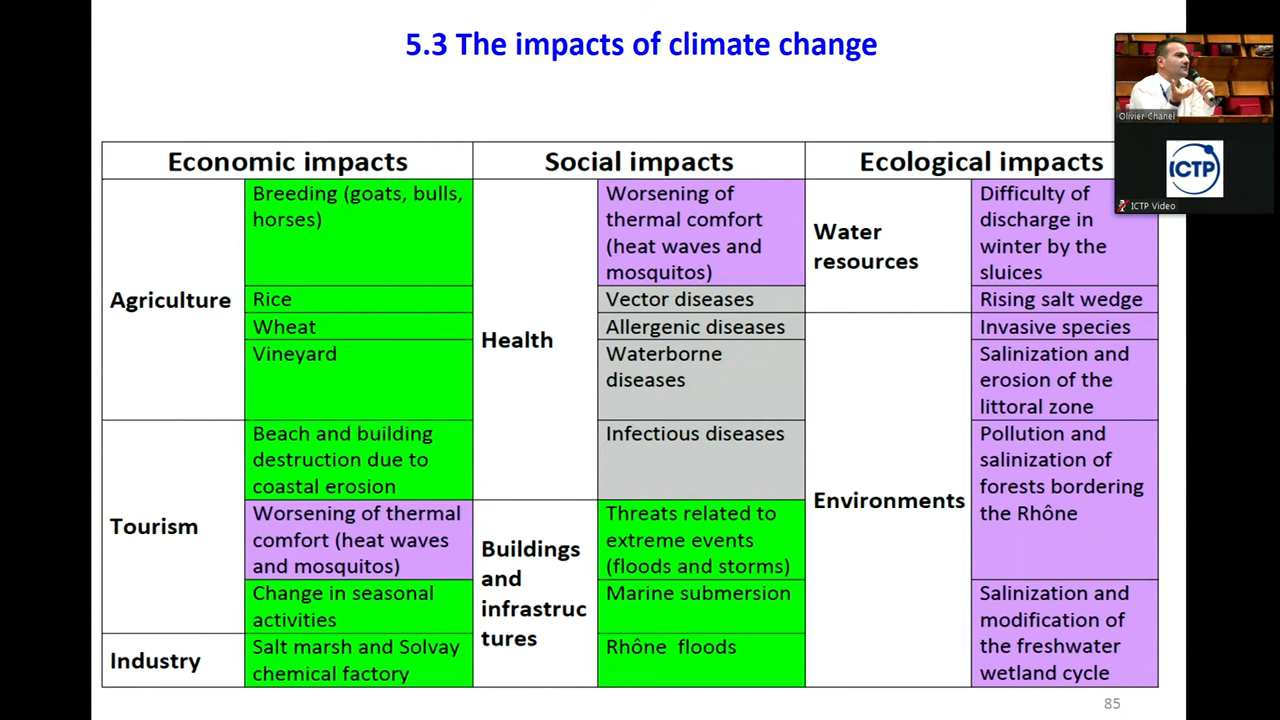 5.3 The impacts of climate change
Olivier Chanel
ICTP
ICTP Video
Economic impacts
Social impacts
Ecological impacts
Agriculture
Breeding (goats, bulls,
horses)
Rice
Wheat
Vineyard
Tourism
Beach and building
destruction due to
coastal erosion
Worsening of thermal
comfort (heat waves
and mosquitos)
Change in seasonal
activities
Industry
Salt marsh and Solvay
chemical factory
Health
Worsening of
thermal comfort
(heat waves and
mosquitos)
Vector diseases
Allergenic diseases
Waterborne
diseases
Infectious diseases
Buildings
and
infrastruc
tures
Threats related to
extreme events
(floods and storms)
Marine submersion
Rhône floods
Water
resources
Difficulty of
discharge in
winter by the
sluices
Rising salt wedge
Environments
Invasive species
Salinization and
erosion of the
littoral zone
Pollution and
salinization of
forests bordering
the Rhône
Salinization and
modification of
the freshwater
wetland cycle
85